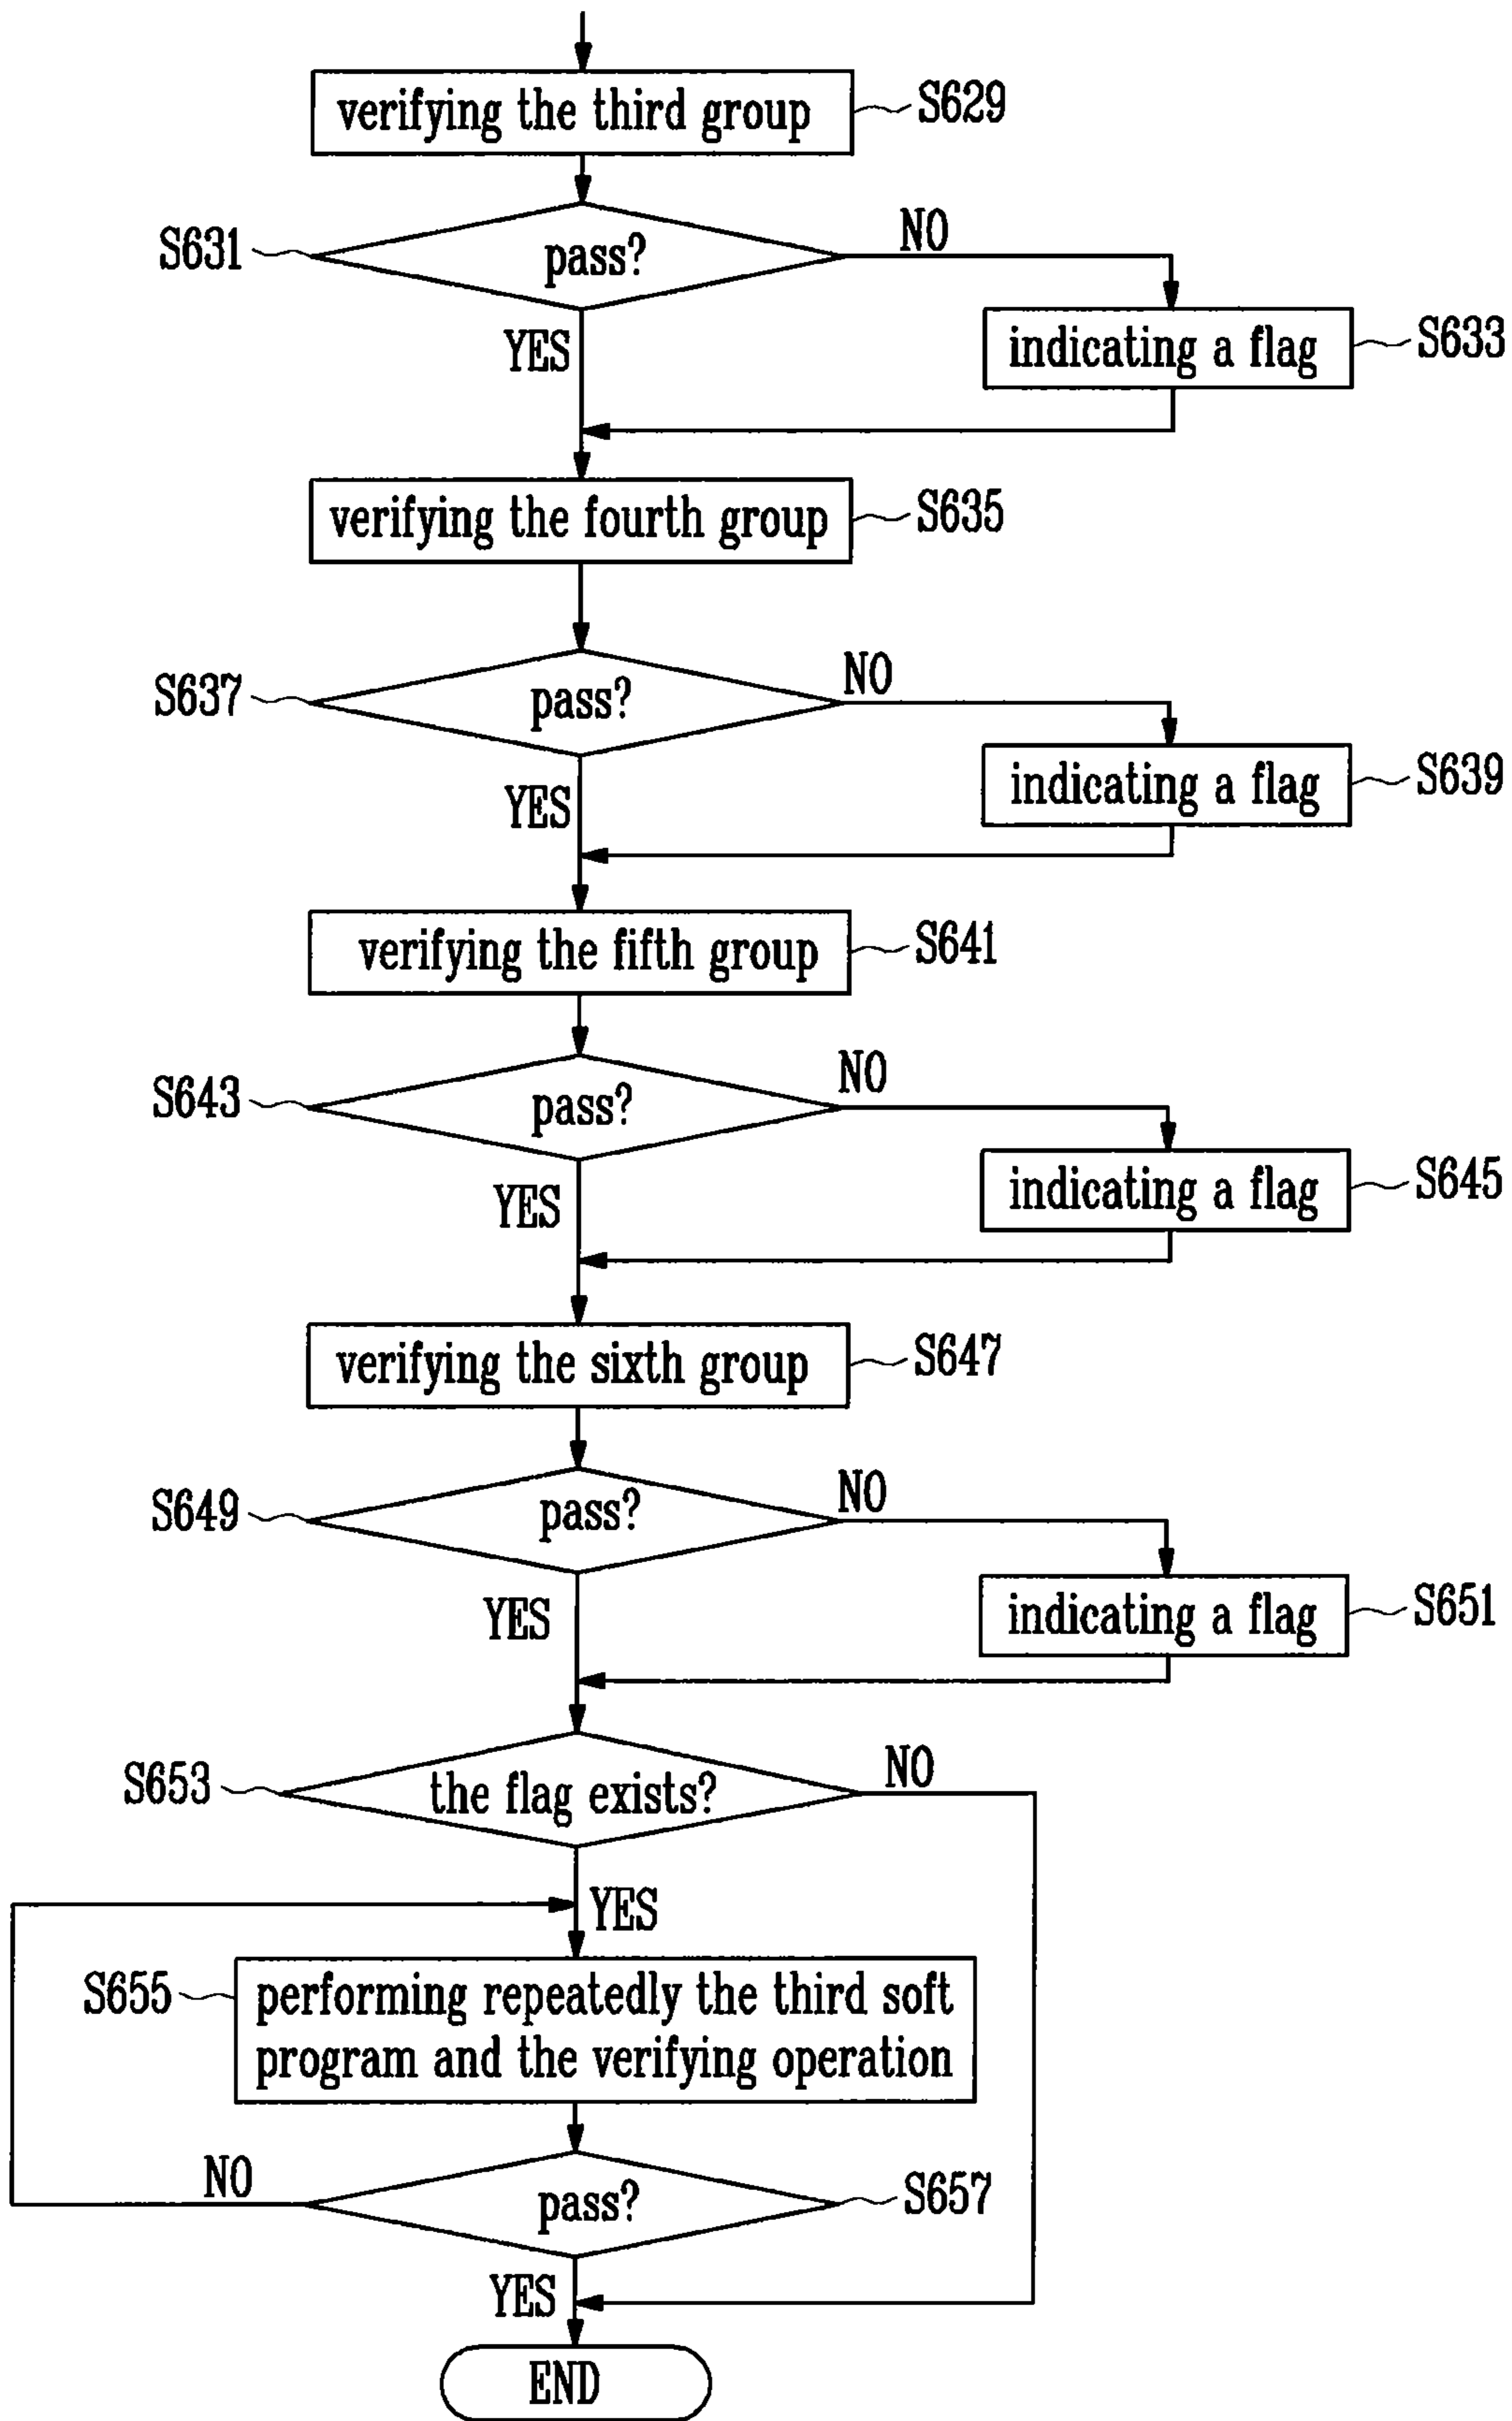 verifying the third group
S629
S631
pass?
NO
YES
indicating a flag
S633
verifying the fourth group
S635
S637
pass?
NO
YES
indicating a flag
S639
verifying the fifth group
S641
S643
pass?
NO
YES
indicating a flag
S645
verifying the sixth group
S647
S649
pass?
NO
YES
indicating a flag
S651
S653
the flag exists?
NO
YES
S655
performing repeatedly the third soft
program and the verifying operation
NO
pass?
S657
YES
END